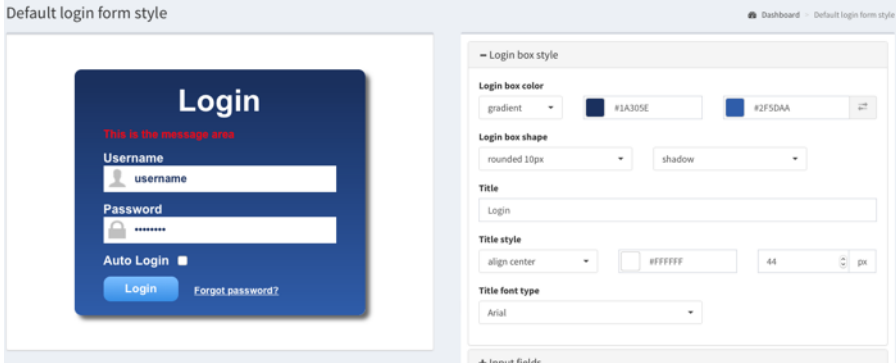 Default login form style
Dashboard
Default login form style
Login
This is the message area
Username
username
Password
••••••••
Auto Login
Login
Forgot password?
Login box style
Login box color
gradient
#1A305E
#2F5DAA
Login box shape
rounded 10px
shadow
Title
Login
Title style
align center
#FFFFFF
44
px
Title font type
Arial
Input fields